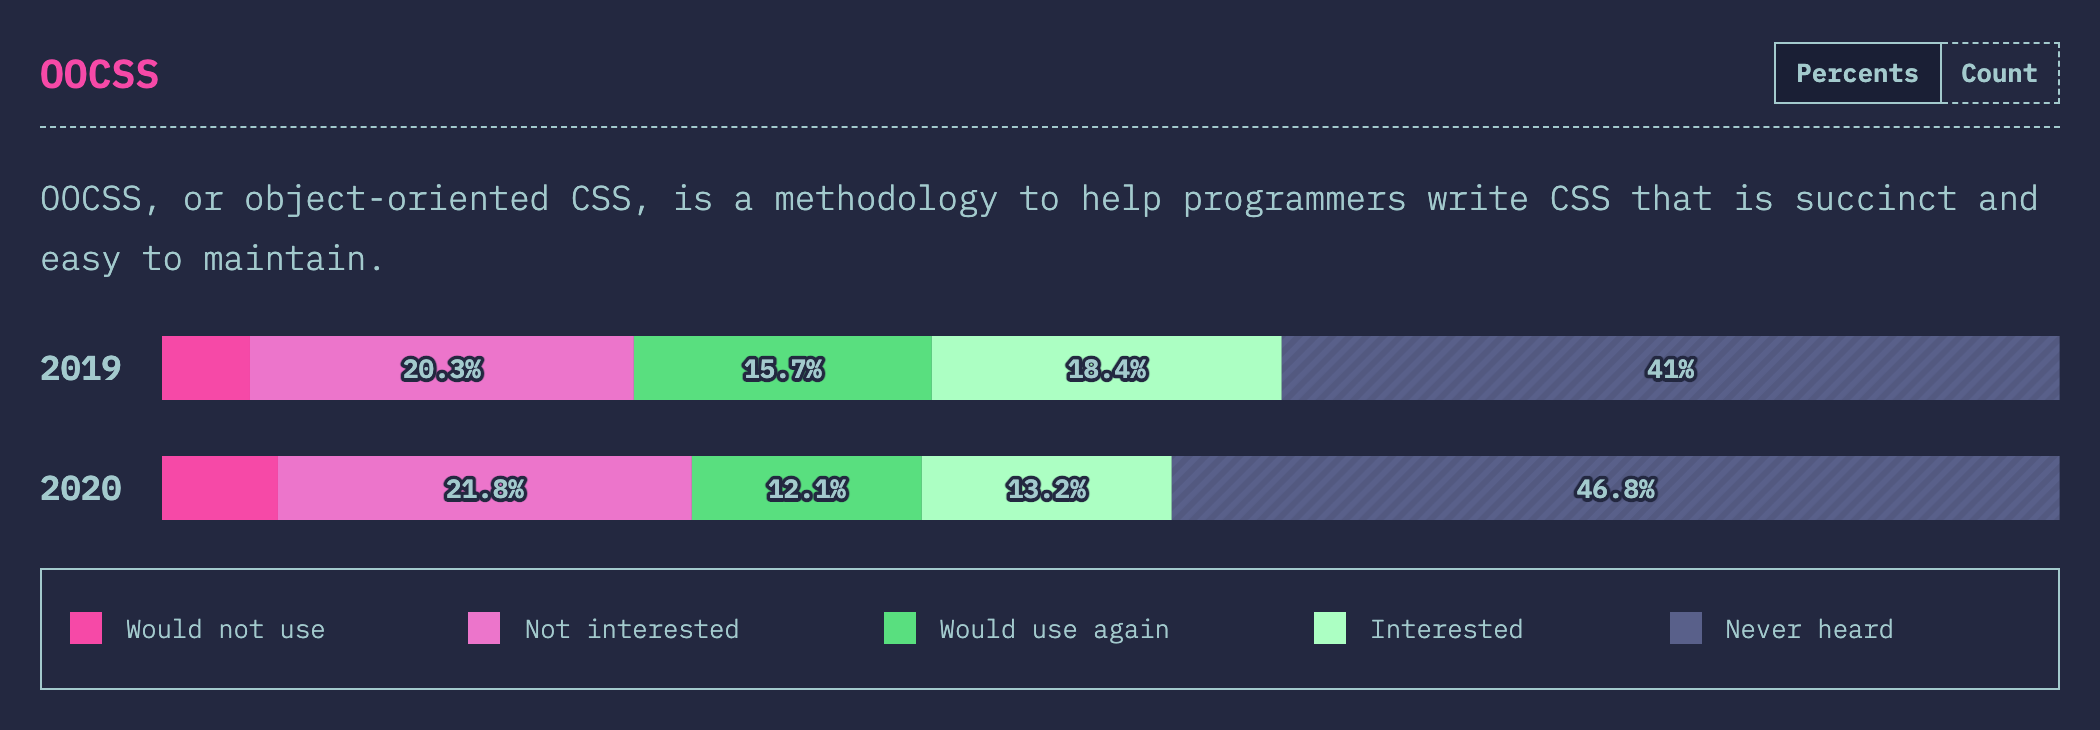 OOCSS
Percents Count
OOCSS, or object-oriented CSS, is a methodology to help programmers write CSS that is succinct and
easy to maintain.
2019 20.3% 15.7% 18.4% 41%
2020 21.8% 12.1% 13.2% 46.8%
Would not use Not interested Would use again Interested Never heard